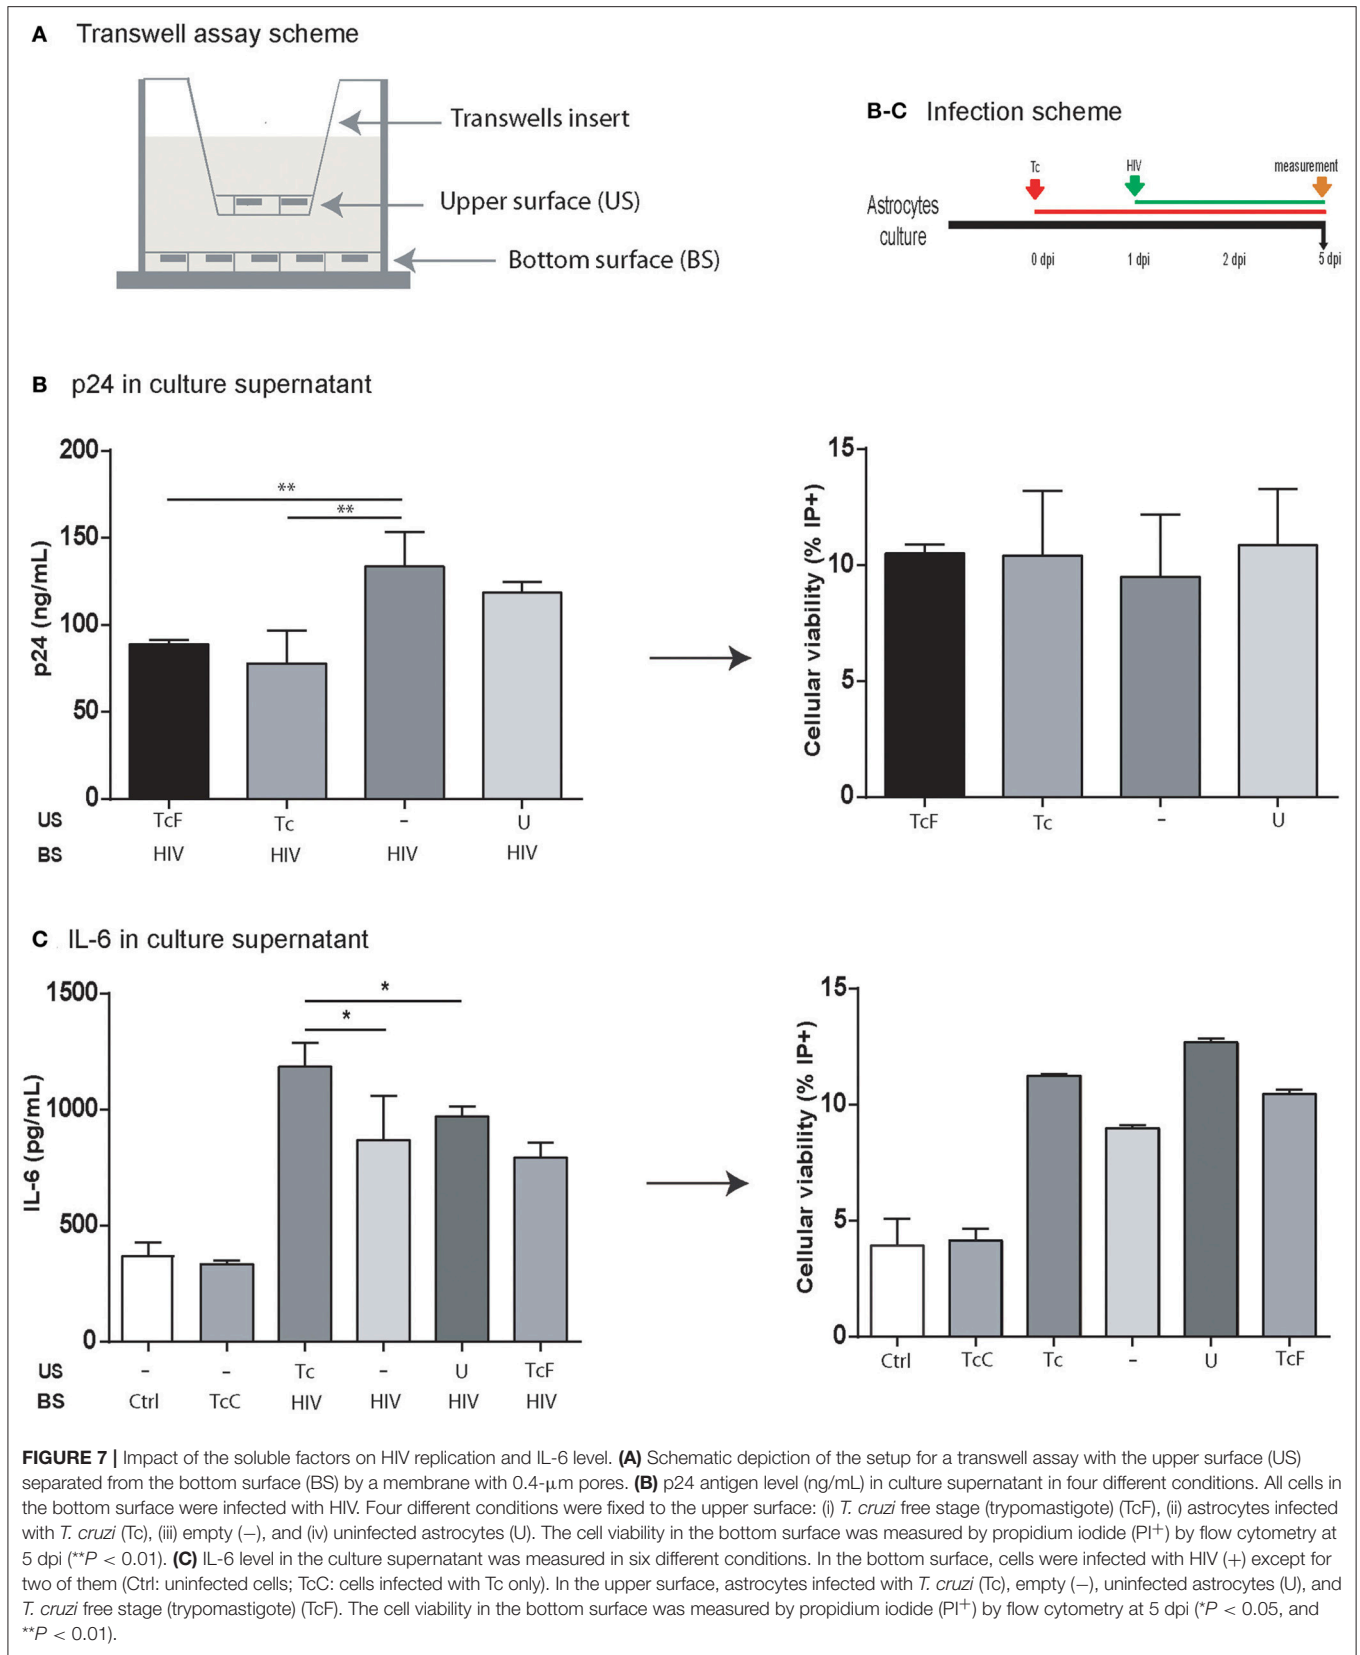 A Transwell assay scheme
Transwells insert
Upper surface (US)
Bottom surface (BS)
B-C Infection scheme
Tc
HIV
measurement
Astrocytes
culture
0 dpi
1 dpi
2 dpi
5 dpi
B p24 in culture supernatant
p24 (ng/mL)
200
150
100
50
0
**
**
US TcF Tc – U
BS HIV HIV HIV HIV
Cellular viability (% IP+)
15
10
5
0
TcF Tc – U
C IL-6 in culture supernatant
IL-6 (pg/mL)
1500
1000
500
0
*
*
US – – Tc – U TcF
BS Ctrl TcC HIV HIV HIV HIV
Cellular viability (% IP+)
15
10
5
0
Ctrl TcC Tc – U TcF
FIGURE 7 | Impact of the soluble factors on HIV replication and IL-6 level. (A) Schematic depiction of the setup for a transwell assay with the upper surface (US)
separated from the bottom surface (BS) by a membrane with 0.4-μm pores. (B) p24 antigen level (ng/mL) in culture supernatant in four different conditions. All cells in
the bottom surface were infected with HIV. Four different conditions were fixed to the upper surface: (i) T. cruzi free stage (trypomastigote) (TcF), (ii) astrocytes infected
with T. cruzi (Tc), (iii) empty (–), and (iv) uninfected astrocytes (U). The cell viability in the bottom surface was measured by propidium iodide (PI+) by flow cytometry at
5 dpi (**P < 0.01). (C) IL-6 level in the culture supernatant was measured in six different conditions. In the bottom surface, cells were infected with HIV (+) except for
two of them (Ctrl: uninfected cells; TcC: cells infected with Tc only). In the upper surface, astrocytes infected with T. cruzi (Tc), empty (–), uninfected astrocytes (U), and
T. cruzi free stage (trypomastigote) (TcF). The cell viability in the bottom surface was measured by propidium iodide (PI+) by flow cytometry at 5 dpi (*P < 0.05, and
**P < 0.01).